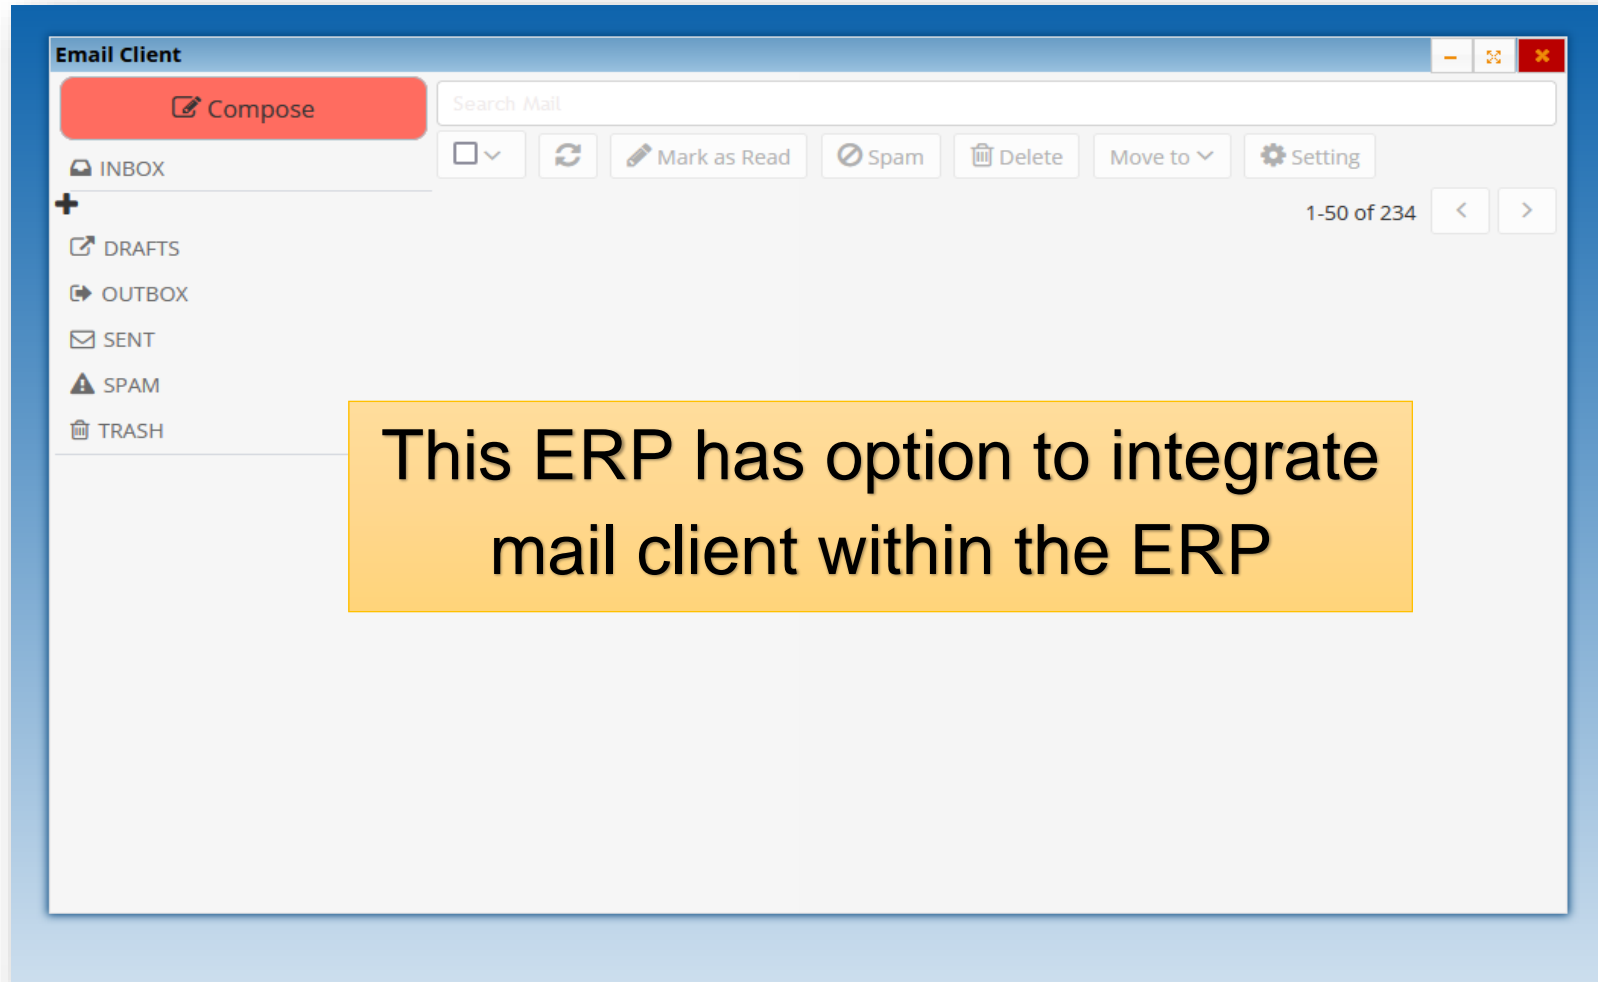 Email Client
Compose
Search Mail
INBOX
Mark as Read
Spam
Delete
Move to
Setting
1-50 of 234
DRAFTS
OUTBOX
SENT
SPAM
TRASH
This ERP has option to integrate
mail client within the ERP